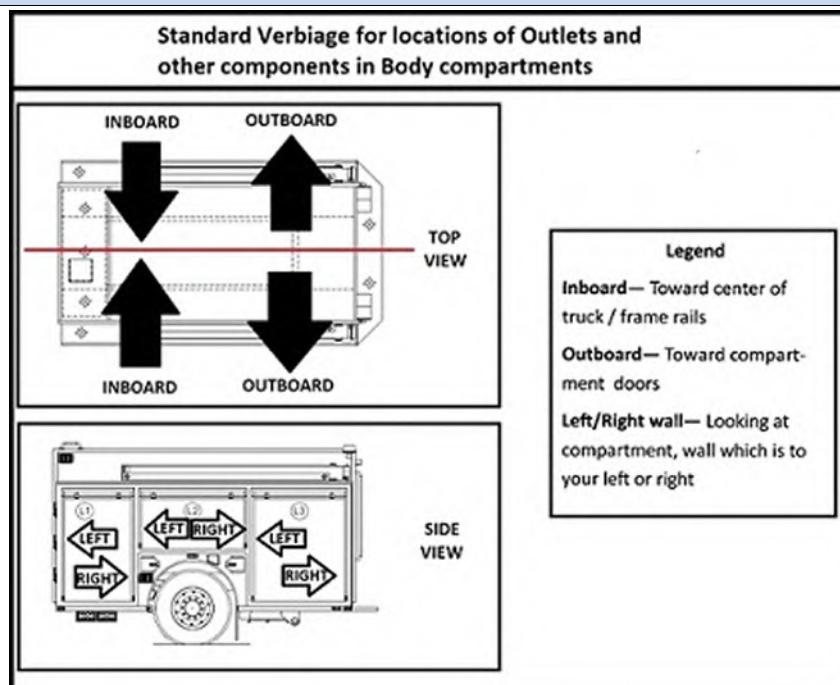 Standard Verbiage for locations of Outlets and
other components in Body compartments
INBOARD OUTBOARD
TOP
VIEW
INBOARD OUTBOARD
Legend
Inboard— Toward center of
truck / frame rails
Outboard— Toward compart-
ment doors
Left/Right wall— Looking at
compartment, wall which is to
your left or right
L1 L2 L3
LEFT LEFT RIGHT LEFT
RIGHT RIGHT
SIDE
VIEW